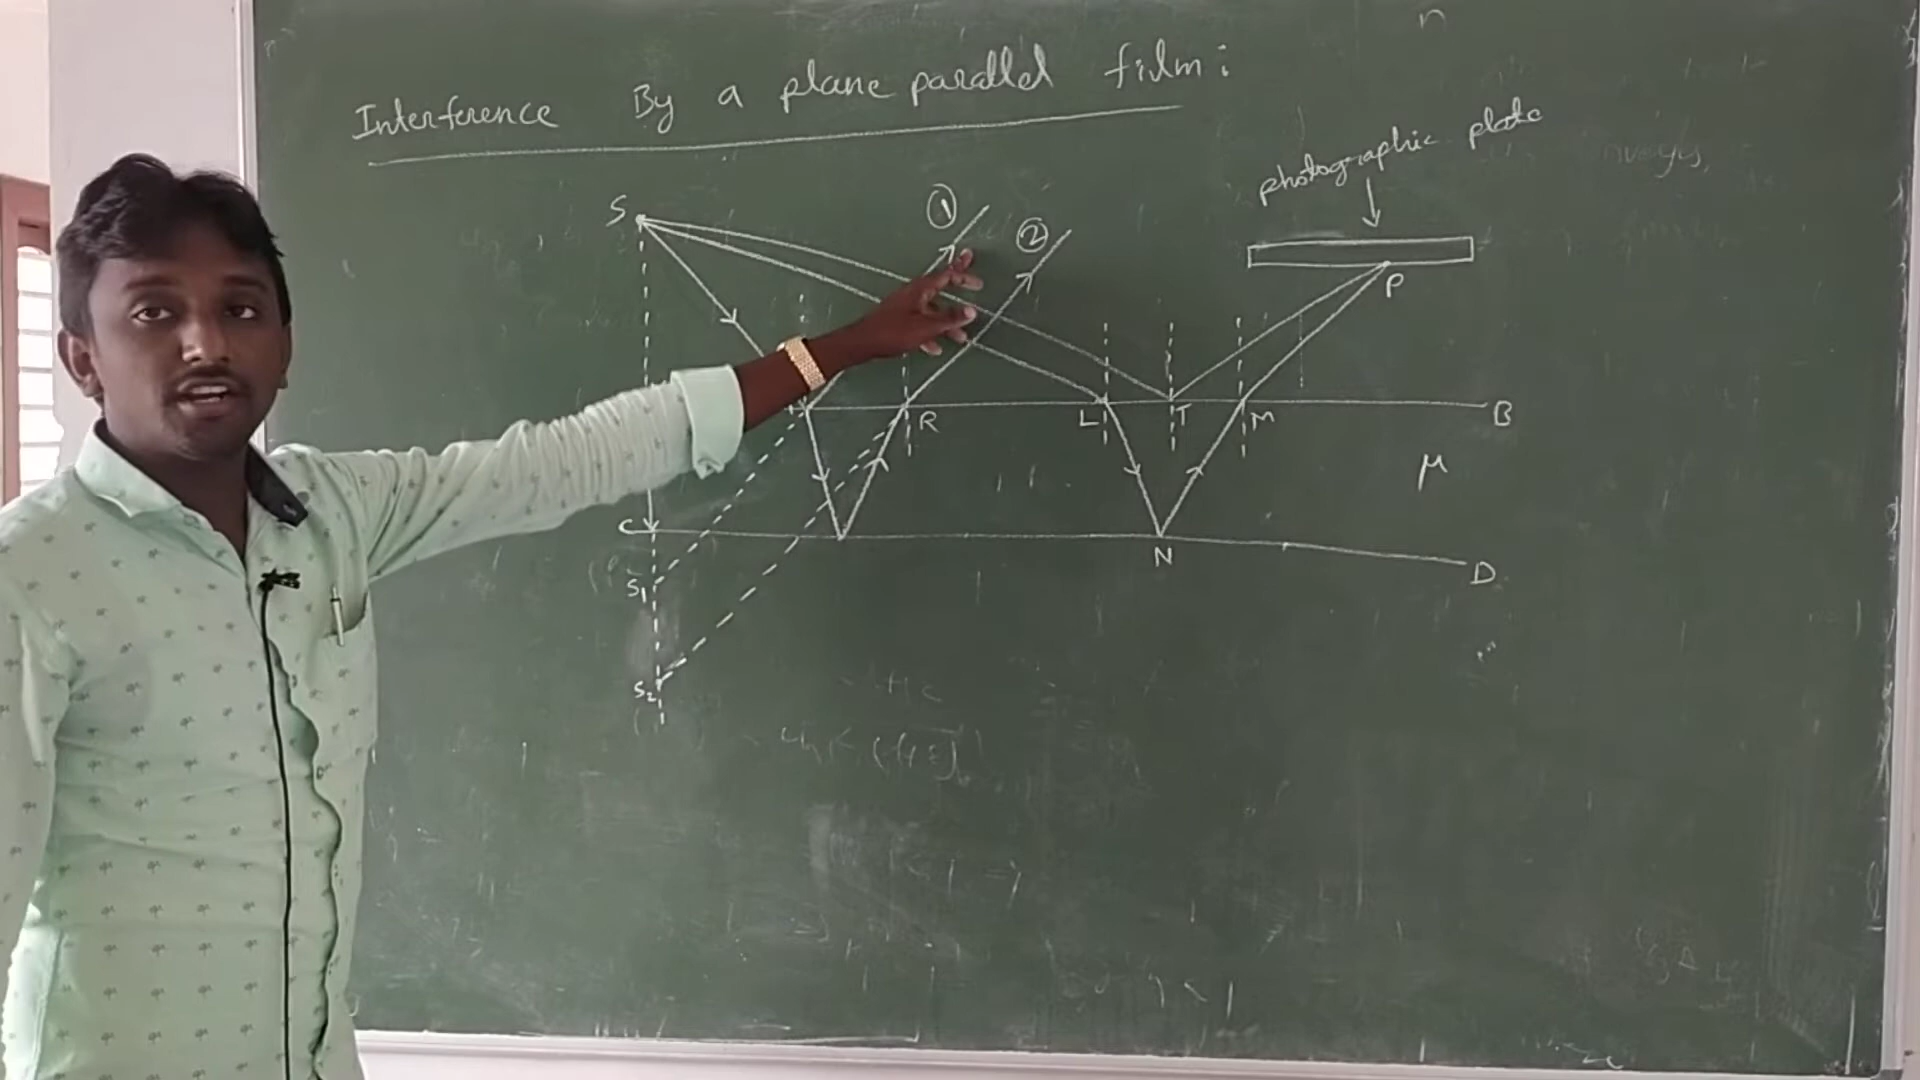 Interference By a plane parallel film:
photographic plate
S ① ②
P
R L T M B
μ
C N D
S₁
S₂